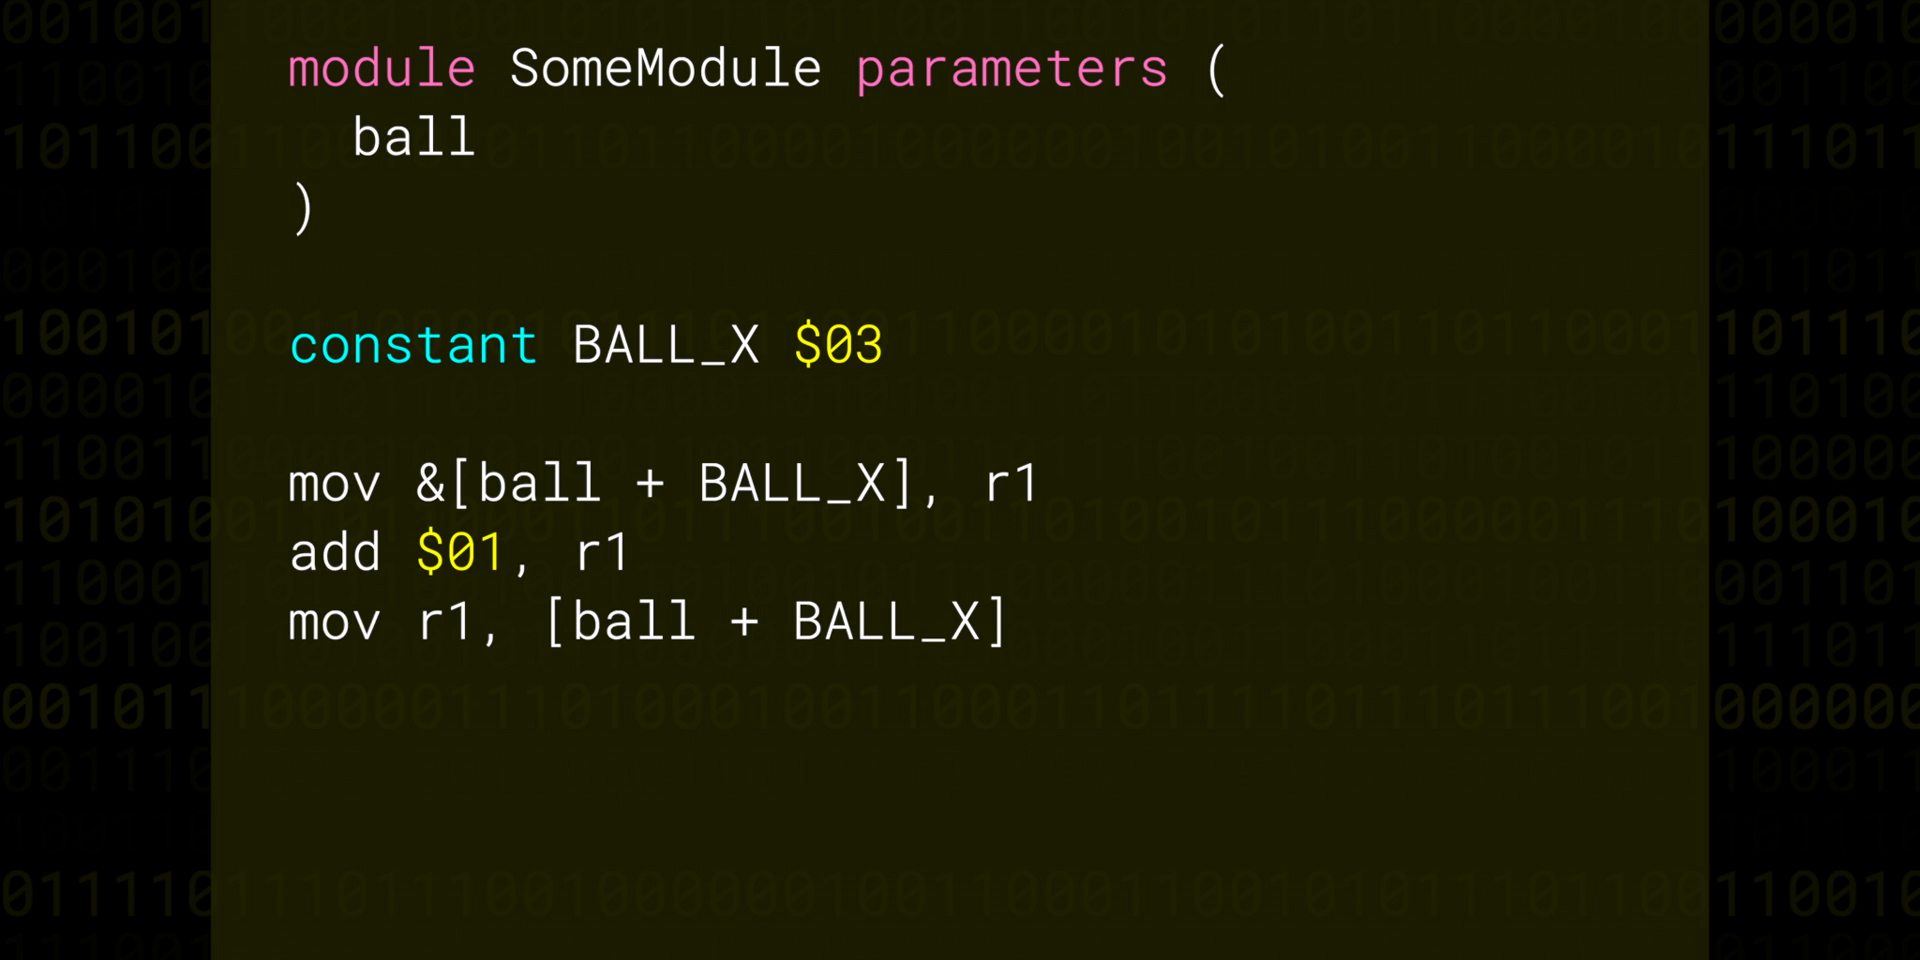 module SomeModule parameters (
  ball
)

constant BALL_X $03

mov &[ball + BALL_X], r1
add $01, r1
mov r1, [ball + BALL_X]